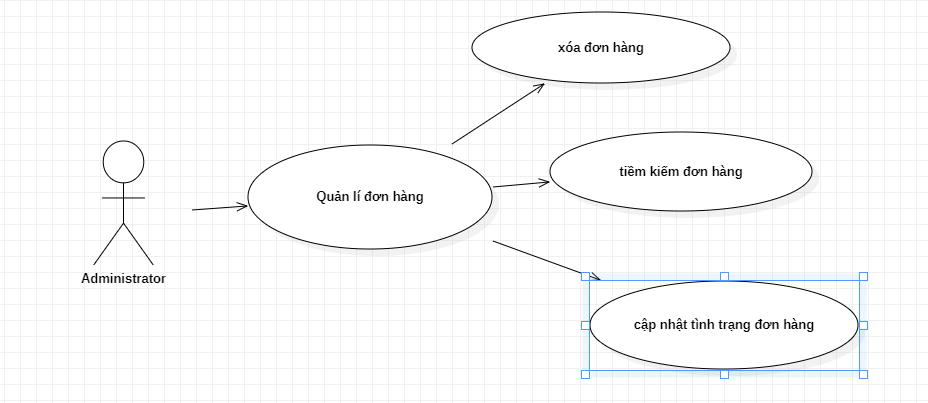 xóa đơn hàng
tiềm kiếm đơn hàng
Quản lí đơn hàng
Administrator
cập nhật tình trạng đơn hàng